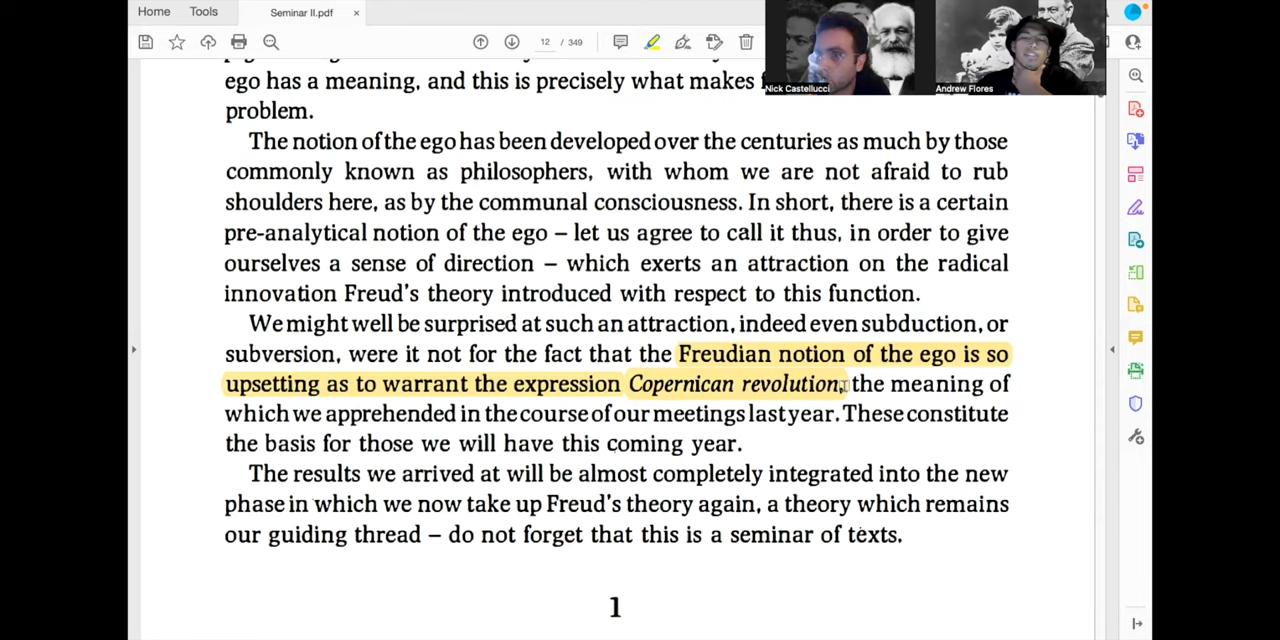 Home Tools Seminar II.pdf ×
12 / 349
Nick Castellucci Andrew Flores
ego has a meaning, and this is precisely what makes
problem.
The notion of the ego has been developed over the centuries as much by those
commonly known as philosophers, with whom we are not afraid to rub
shoulders here, as by the communal consciousness. In short, there is a certain
pre-analytical notion of the ego – let us agree to call it thus, in order to give
ourselves a sense of direction – which exerts an attraction on the radical
innovation Freud's theory introduced with respect to this function.
We might well be surprised at such an attraction, indeed even subduction, or
subversion, were it not for the fact that the Freudian notion of the ego is so
upsetting as to warrant the expression Copernican revolution, the meaning of
which we apprehended in the course of our meetings last year. These constitute
the basis for those we will have this coming year.
The results we arrived at will be almost completely integrated into the new
phase in which we now take up Freud's theory again, a theory which remains
our guiding thread – do not forget that this is a seminar of texts.
1